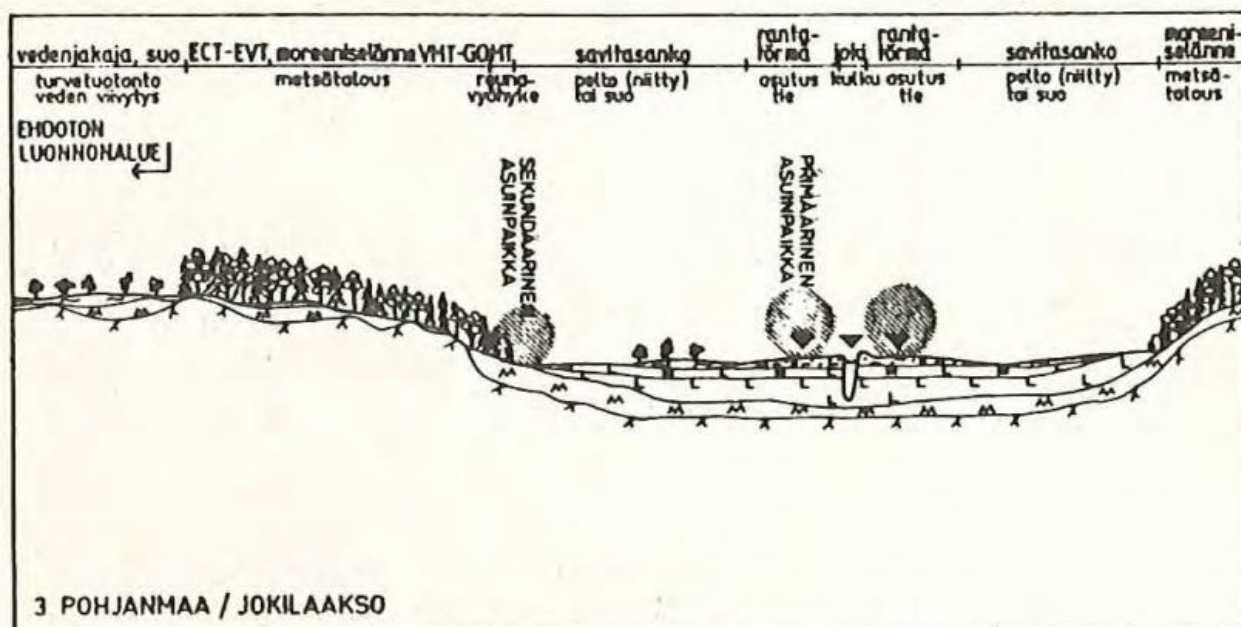 vedenjakaja, suo
turvetuotanto
veden viivytys
ECT-EVT, moreeniselänne VMT-GOMT
metsätalous
reuna-
vyöhyke
savitasanko
pelto (niitty)
tai suo
ranta-
törmä
asutus
tie
joki
kulku
ranta-
törmä
asutus
tie
savitasanko
pelto (niitty)
tai suo
moreeni-
selänne
metsä-
talous
EHDOTON
LUONNONALUE
SEKUNDÄÄRINEN
ASUINPAIKKA
PRIMÄÄRINEN
ASUINPAIKKA
3 POHJANMAA / JOKILAAKSO